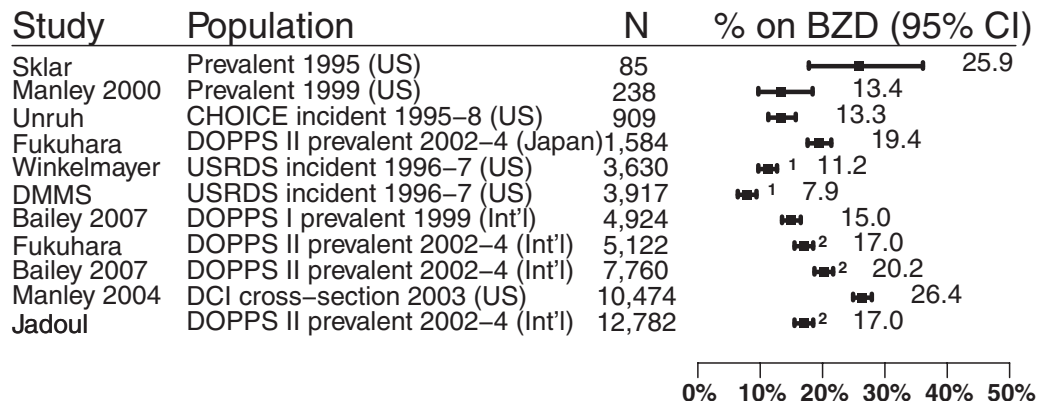 Study Population N % on BZD (95% CI)
Sklar Prevalent 1995 (US) 85 25.9
Manley 2000 Prevalent 1999 (US) 238 13.4
Unruh CHOICE incident 1995–8 (US) 909 13.3
Fukuhara DOPPS II prevalent 2002–4 (Japan) 1,584 19.4
Winkelmayer USRDS incident 1996–7 (US) 3,630 1 11.2
DMMS USRDS incident 1996–7 (US) 3,917 1 7.9
Bailey 2007 DOPPS I prevalent 1999 (Int'l) 4,924 15.0
Fukuhara DOPPS II prevalent 2002–4 (Int'l) 5,122 2 17.0
Bailey 2007 DOPPS II prevalent 2002–4 (Int'l) 7,760 2 20.2
Manley 2004 DCI cross–section 2003 (US) 10,474 26.4
Jadoul DOPPS II prevalent 2002–4 (Int'l) 12,782 2 17.0
0% 10% 20% 30% 40% 50%